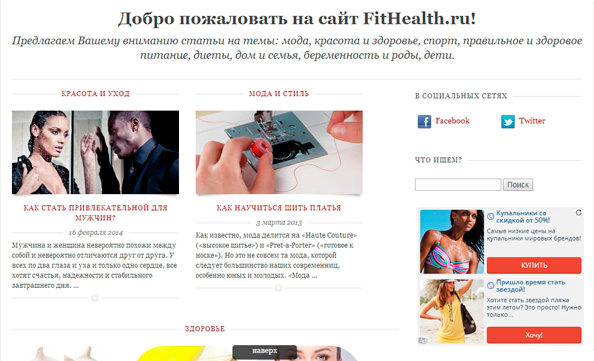 Добро пожаловать на сайт FitHealth.ru!
Предлагаем Вашему вниманию статьи на темы: мода, красота и здоровье, спорт, правильное и здоровое
питание, диеты, дом и семья, беременность и роды, дети.
КРАСОТА И УХОД
КАК СТАТЬ ПРИВЛЕКАТЕЛЬНОЙ ДЛЯ
МУЖЧИН?
16 февраля 2014
Мужчина и женщина невероятно похожи между
собой и невероятно отличаются друг от друга. У
всех по два глаза и уха и только одно сердце, все
хотят счастья, надежности и стабильного
завтрашнего дня. ...
МОДА И СТИЛЬ
КАК НАУЧИТЬСЯ ШИТЬ ПЛАТЬЯ
3 марта 2013
Как известно, мода делится на «Haute Couture»
(«высокое шитье») и «Pret-a-Porter» («готовое к
носке»). Но это не совсем та мода, которой
следует большинство наших современниц,
особенно юных и молодых. «Мода ...
ЗДОРОВЬЕ
наверх
В СОЦИАЛЬНЫХ СЕТЯХ
Facebook
Twitter
ЧТО ИЩЕМ?
Поиск
Купальники со
скидкой от 50%!
Самые низкие цены на
купальники мировых брендов!
КУПИТЬ
Пришло время стать
звездой!
Хотите стать звездой пляжа
этим летом? Это просто! Нужно
только...
Хочу!